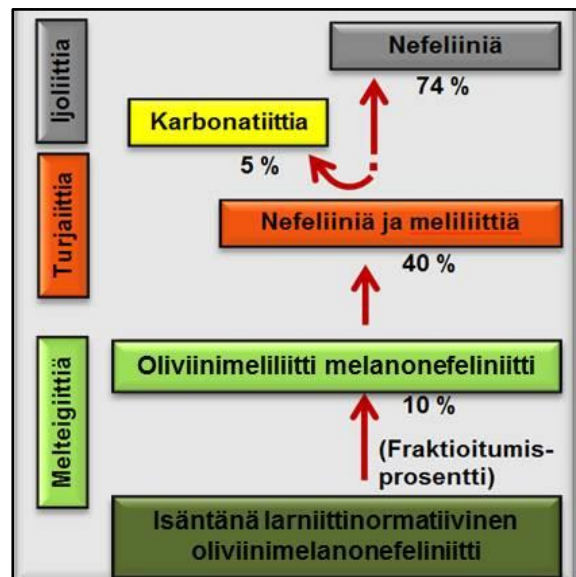 Ijoliittia
Nefeliiniä
74 %
Karbonatiittia
5 %
Turjaiittia
Nefeliiniä ja meliliittiä
40 %
Melteigiittiä
Oliviinimeliliitti melanonefeliniitti
10 %
(Fraktioitumis-
prosentti)
Isäntänä larniittinormatiivinen
oliviinimelanonefeliniitti